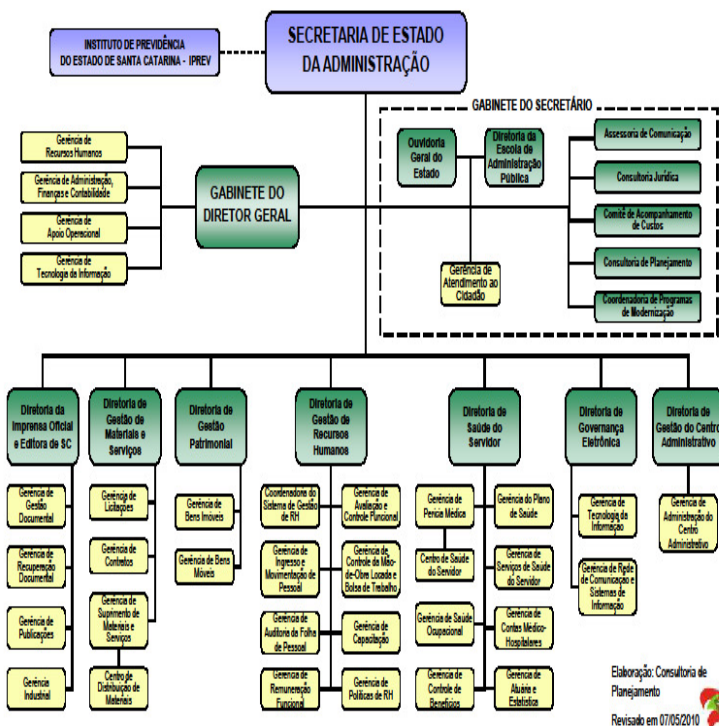 INSTITUTO DE PREVIDÊNCIA
DO ESTADO DE SANTA CATARINA - IPREV
SECRETARIA DE ESTADO
DA ADMINISTRAÇÃO
GABINETE DO SECRETÁRIO
Ouvidoria
Geral do
Estado
Diretoria da
Escola de
Administração
Pública
Assessoria de Comunicação
Consultoria Jurídica
Comitê de Acompanhamento
de Custos
Consultoria de Planejamento
Coordenadoria de Programas
de Modernização
Gerência de
Atendimento ao
Cidadão
Gerência de
Recursos Humanos
Gerência de Administração,
Finanças e Contabilidade
Gerência de
Apoio Operacional
Gerência de
Tecnologia da Informação
GABINETE DO
DIRETOR GERAL
Diretoria da
Imprensa Oficial
e Editora de SC
Gerência de
Gestão
Documental
Gerência de
Recuperação
Documental
Gerência de
Publicações
Gerência
Industrial
Diretoria de
Gestão de
Materiais e
Serviços
Gerência de
Licitações
Gerência de
Contratos
Gerência de
Suprimento de
Materiais e
Serviços
Centro de
Distribuição de
Materiais
Diretoria de
Gestão
Patrimonial
Gerência de
Bens Imóveis
Gerência de Bens
Móveis
Diretoria de
Gestão de
Recursos
Humanos
Coordenadora do
Sistema de Gestão
de RH
Gerência de
Avaliação e
Controle Funcional
Gerência de
Ingresso e
Movimentação de
Pessoal
Gerência de
Controle da Mão-
de-Obra Locada e
Bolsa de Trabalho
Gerência de
Auditoria da Folha
de Pessoal
Gerência de
Capacitação
Gerência de
Remuneração
Funcional
Gerência de
Políticas de RH
Diretoria de
Saúde do
Servidor
Gerência de
Perícia Médica
Gerência do Plano
de Saúde
Centro de Saúde
do Servidor
Gerência de
Serviços de Saúde
do Servidor
Gerência de Saúde
Ocupacional
Gerência de
Contas Médico-
Hospitalares
Gerência de
Controle de
Benefícios
Gerência de
Atuária e
Estatística
Diretoria de
Governança
Eletrônica
Gerência de
Tecnologia da
Informação
Gerência de Rede
de Comunicação e
Sistemas de
Informação
Diretoria de
Gestão do Centro
Administrativo
Gerência de
Administração do
Centro
Administrativo
Elaboração: Consultoria de
Planejamento
Revisado em 07/05/2010